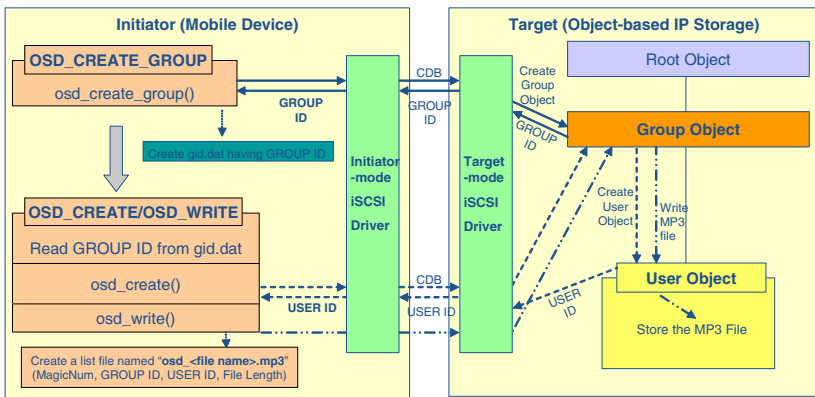 Initiator (Mobile Device)
OSD_CREATE_GROUP
osd_create_group()
GROUP
ID
Create gid.dat having GROUP ID
OSD_CREATE/OSD_WRITE
Read GROUP ID from gid.dat
osd_create()
USER ID
osd_write()
Create a list file named “osd_<file name>.mp3”
(MagicNum, GROUP ID, USER ID, File Length)
Initiator
-mode
iSCSI
Driver
CDB
GROUP
ID
CDB
USER ID
Target (Object-based IP Storage)
Target
-mode
iSCSI
Driver
Create
Group
Object
GROUP
ID
Root Object
Group Object
Create
User
Object
Write
MP3
file
USER
ID
User Object
Store the MP3 File